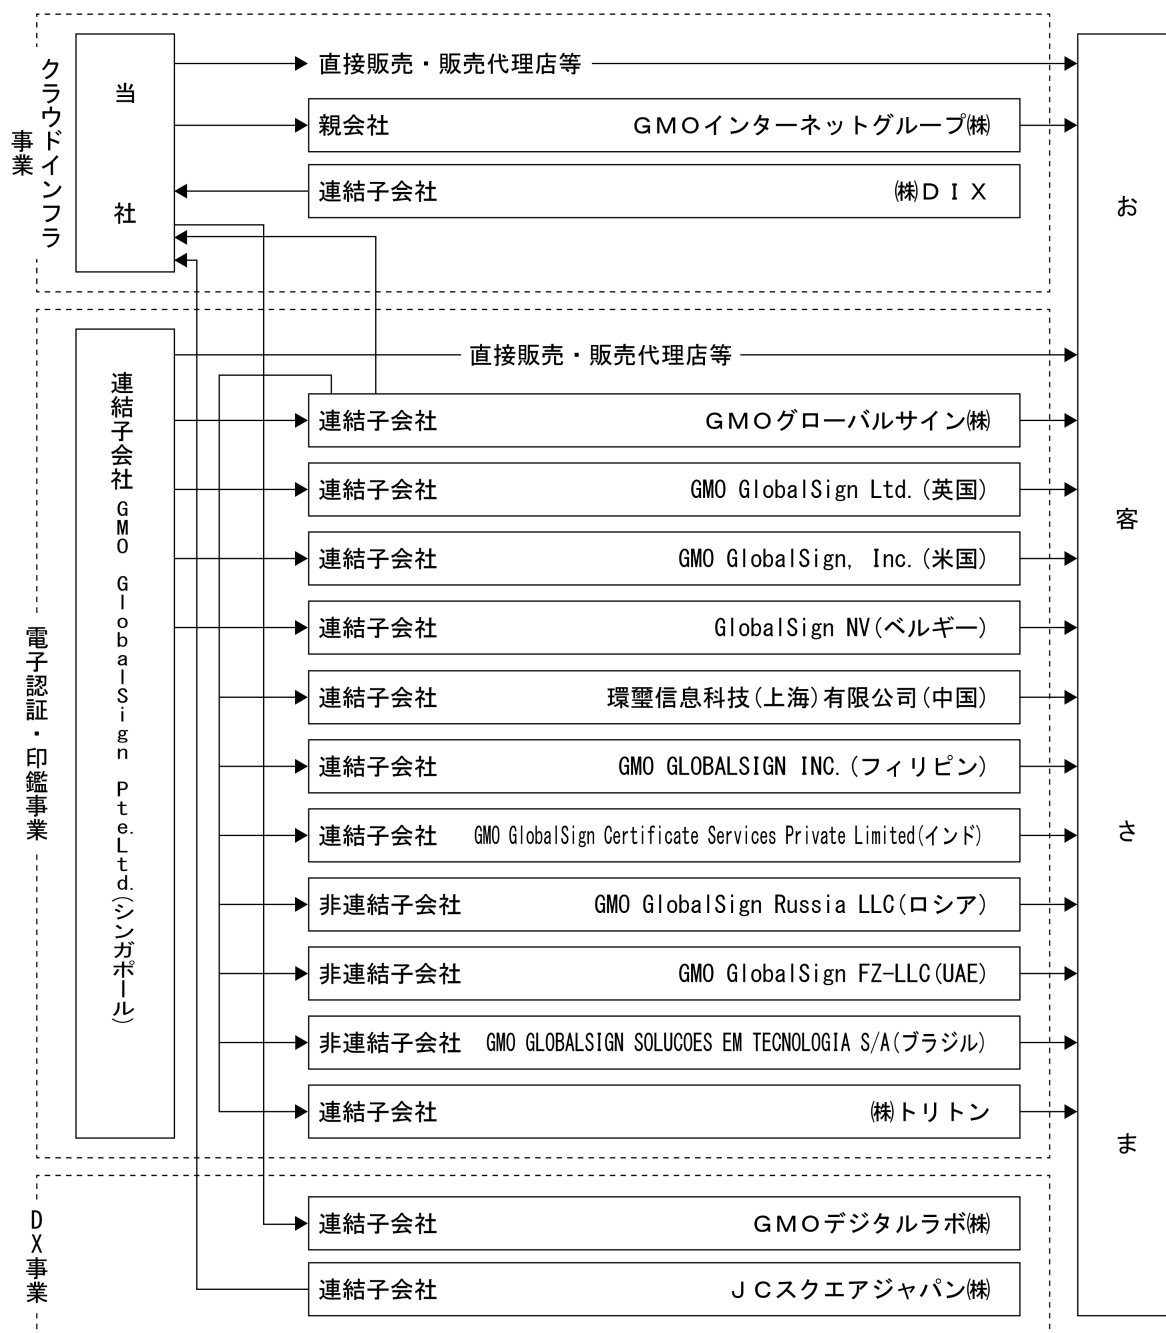 クラウドインフラ
事業
当社
直接販売・販売代理店等
親会社 GMOインターネットグループ㈱
連結子会社 ㈱DIX
電子認証・印鑑事業
連結子会社 GMO GlobalSign Pte.Ltd.(シンガポール)
直接販売・販売代理店等
連結子会社 GMOグローバルサイン㈱
連結子会社 GMO GlobalSign Ltd.(英国)
連結子会社 GMO GlobalSign, Inc.(米国)
連結子会社 GlobalSign NV(ベルギー)
連結子会社 環璽信息科技(上海)有限公司(中国)
連結子会社 GMO GLOBALSIGN INC.(フィリピン)
連結子会社 GMO GlobalSign Certificate Services Private Limited(インド)
非連結子会社 GMO GlobalSign Russia LLC(ロシア)
非連結子会社 GMO GlobalSign FZ-LLC(UAE)
非連結子会社 GMO GLOBALSIGN SOLUCOES EM TECNOLOGIA S/A(ブラジル)
連結子会社 ㈱トリトン
DX事業
連結子会社 GMOデジタルラボ㈱
連結子会社 JCスクエアジャパン㈱
お客さま